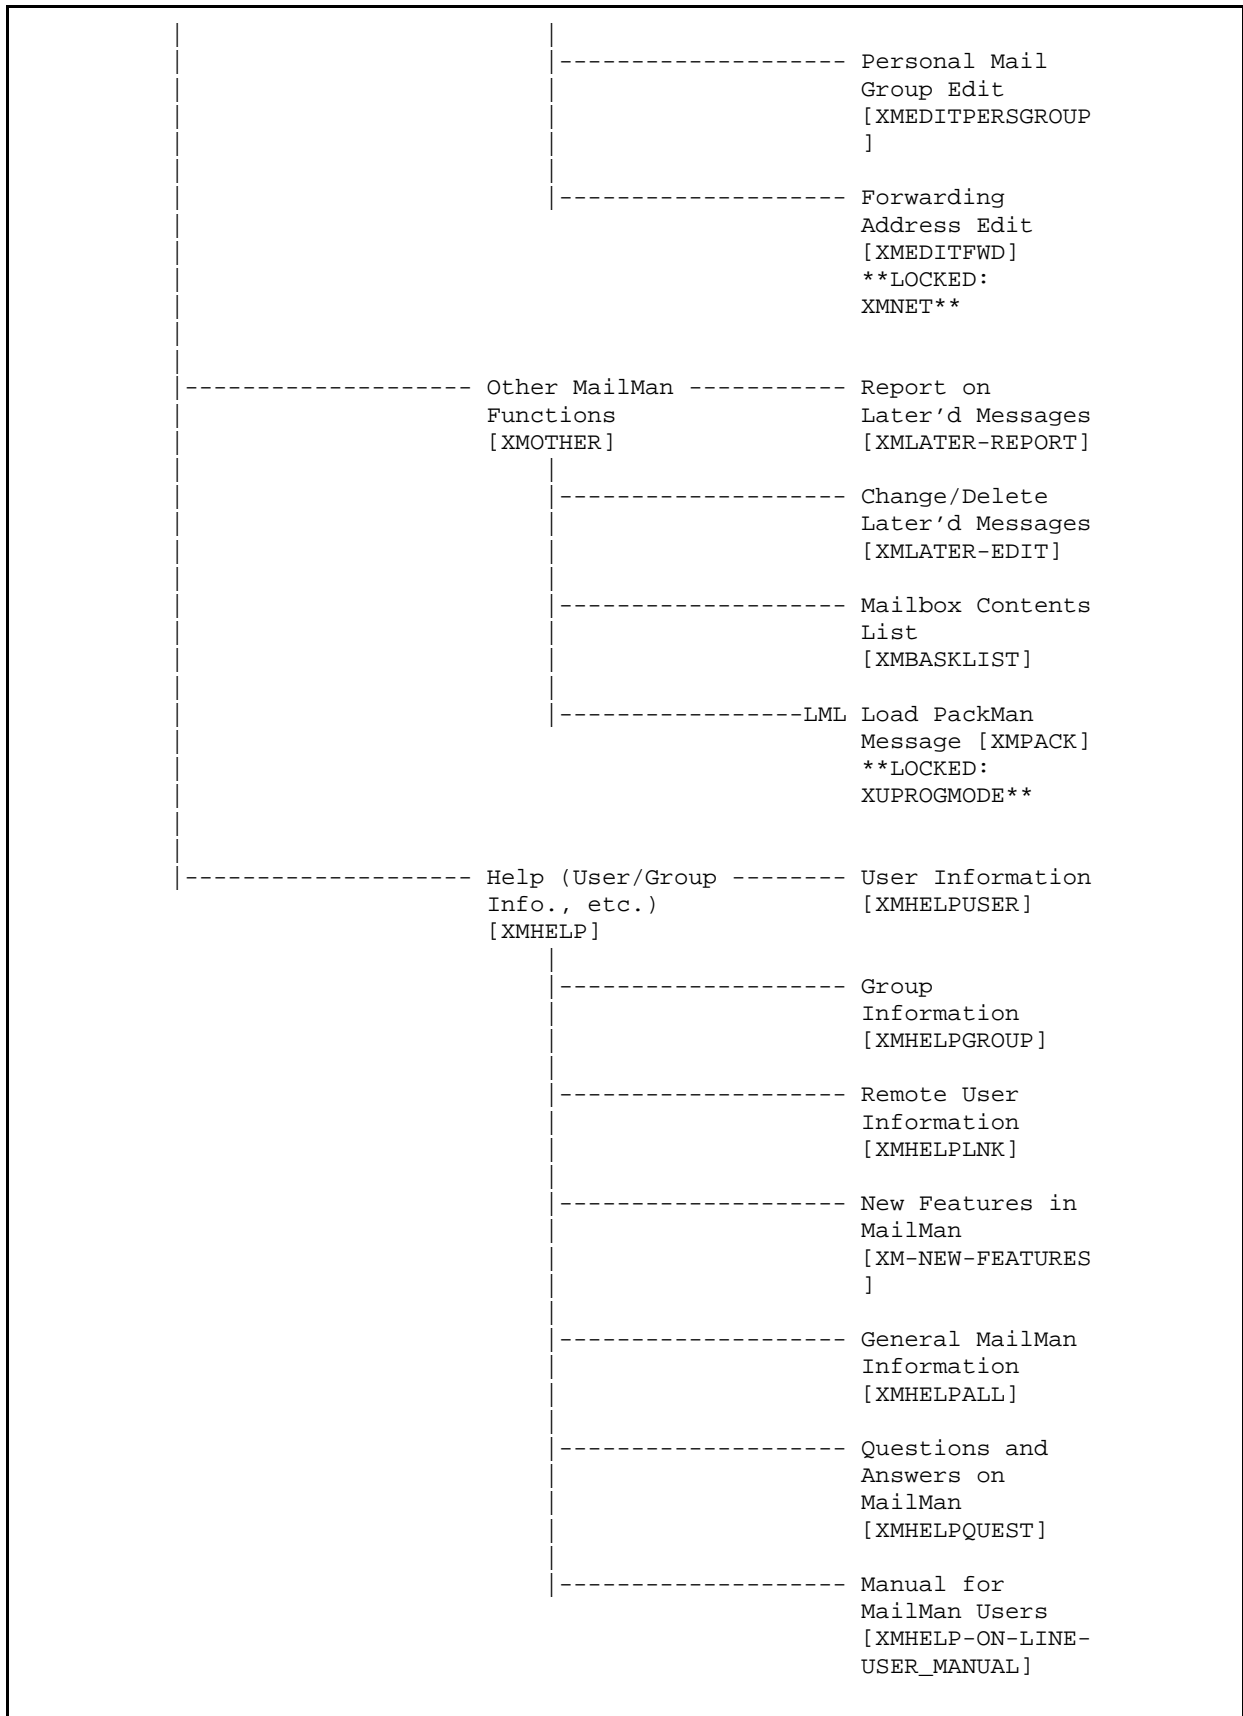 |-------------------- Personal Mail
Group Edit
[XMEDITPERSGROUP
]
|-------------------- Forwarding
Address Edit
[XMEDITFWD]
**LOCKED:
XMNET**
|-------------------- Other MailMan ----------- Report on
Functions Later’d Messages
[XMOTHER] [XMLATER-REPORT]
|-------------------- Change/Delete
Later’d Messages
[XMLATER-EDIT]
|-------------------- Mailbox Contents
List
[XMBASKLIST]
|-----------------LML Load PackMan
Message [XMPACK]
**LOCKED:
XUPROGMODE**
|-------------------- Help (User/Group -------- User Information
Info., etc.) [XMHELPUSER]
[XMHELP]
|-------------------- Group
Information
[XMHELPGROUP]
|-------------------- Remote User
Information
[XMHELPLNK]
|-------------------- New Features in
MailMan
[XM-NEW-FEATURES
]
|-------------------- General MailMan
Information
[XMHELPALL]
|-------------------- Questions and
Answers on
MailMan
[XMHELPQUEST]
|-------------------- Manual for
MailMan Users
[XMHELP-ON-LINE-
USER_MANUAL]